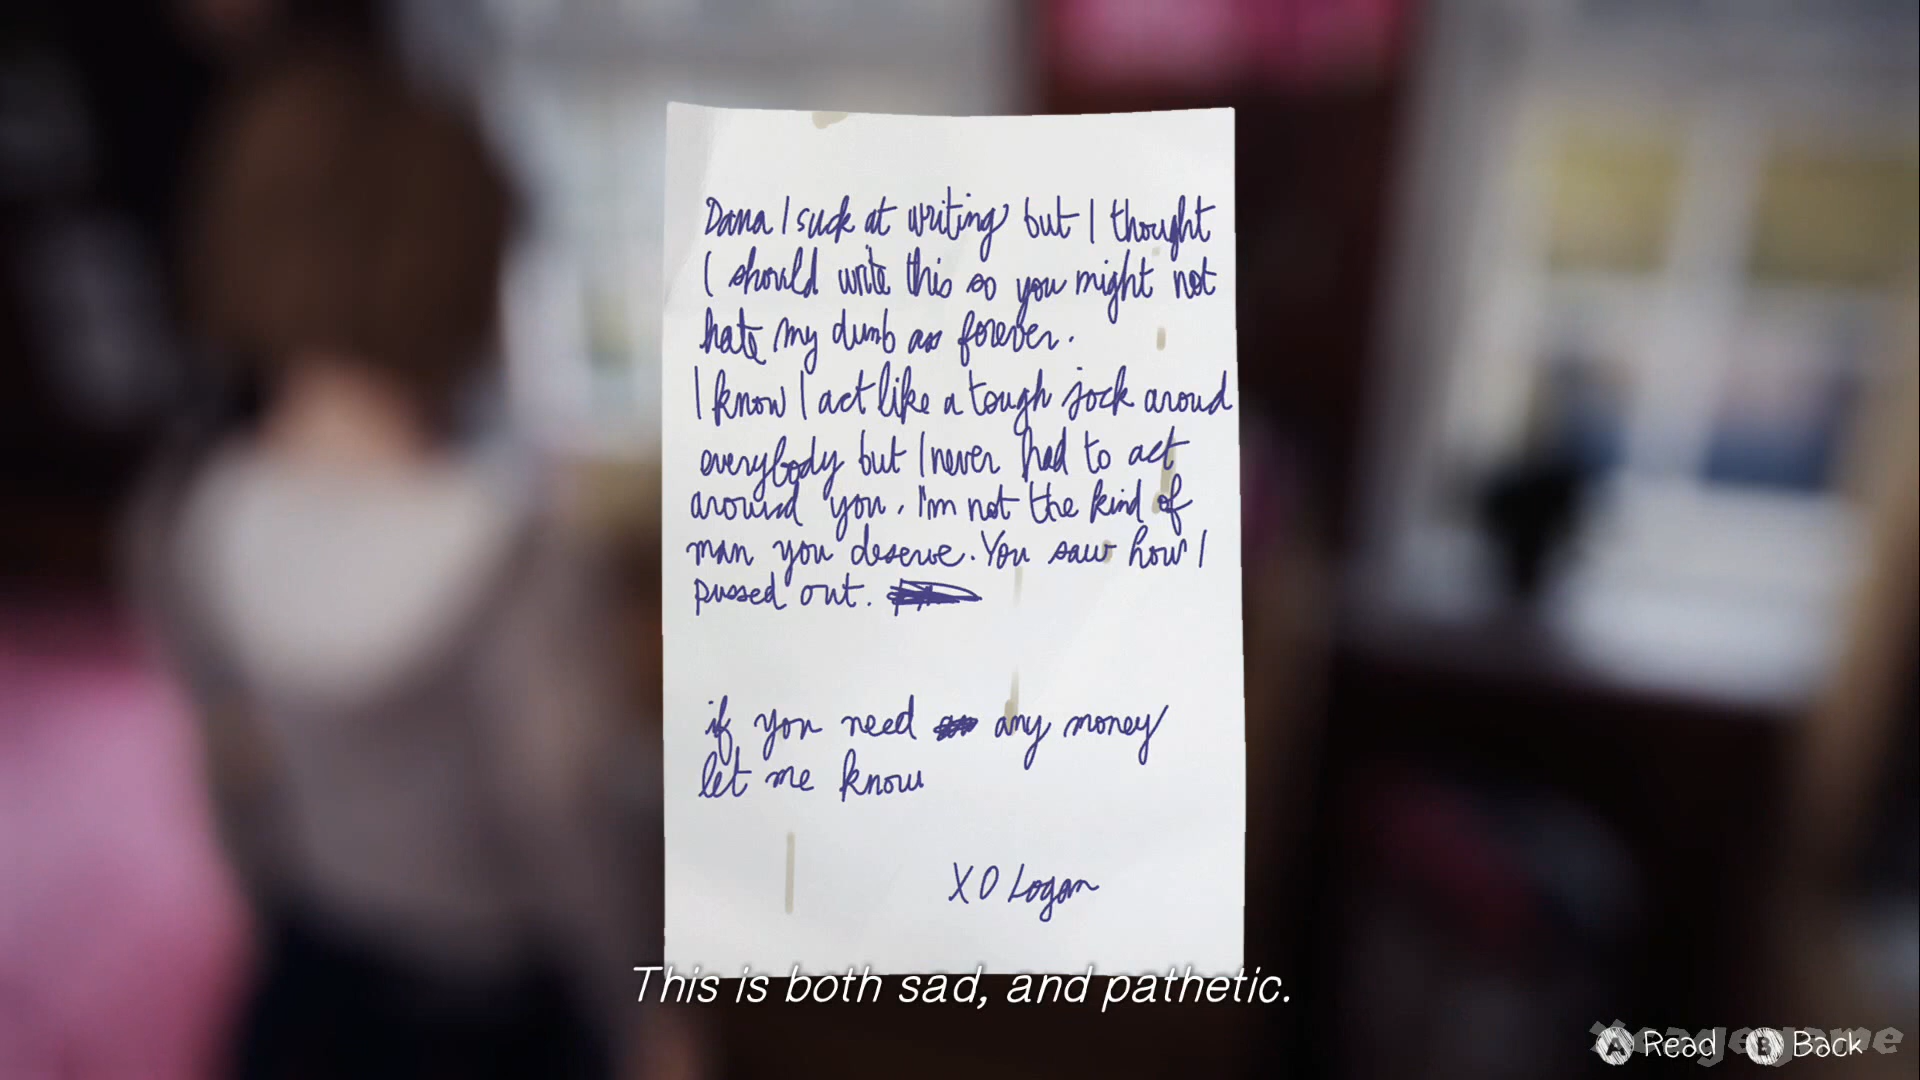 Dana I suck at writing but I thought
I should write this so you might not
hate my dumb ass forever.
I know I act like a tough jock aroud
everybody but I never had to act
around you. I'm not the kind of
man you deserve. You saw how I
pussed out.
if you need any money
let me know
XO Logan
This is both sad, and pathetic.
A Read B Back